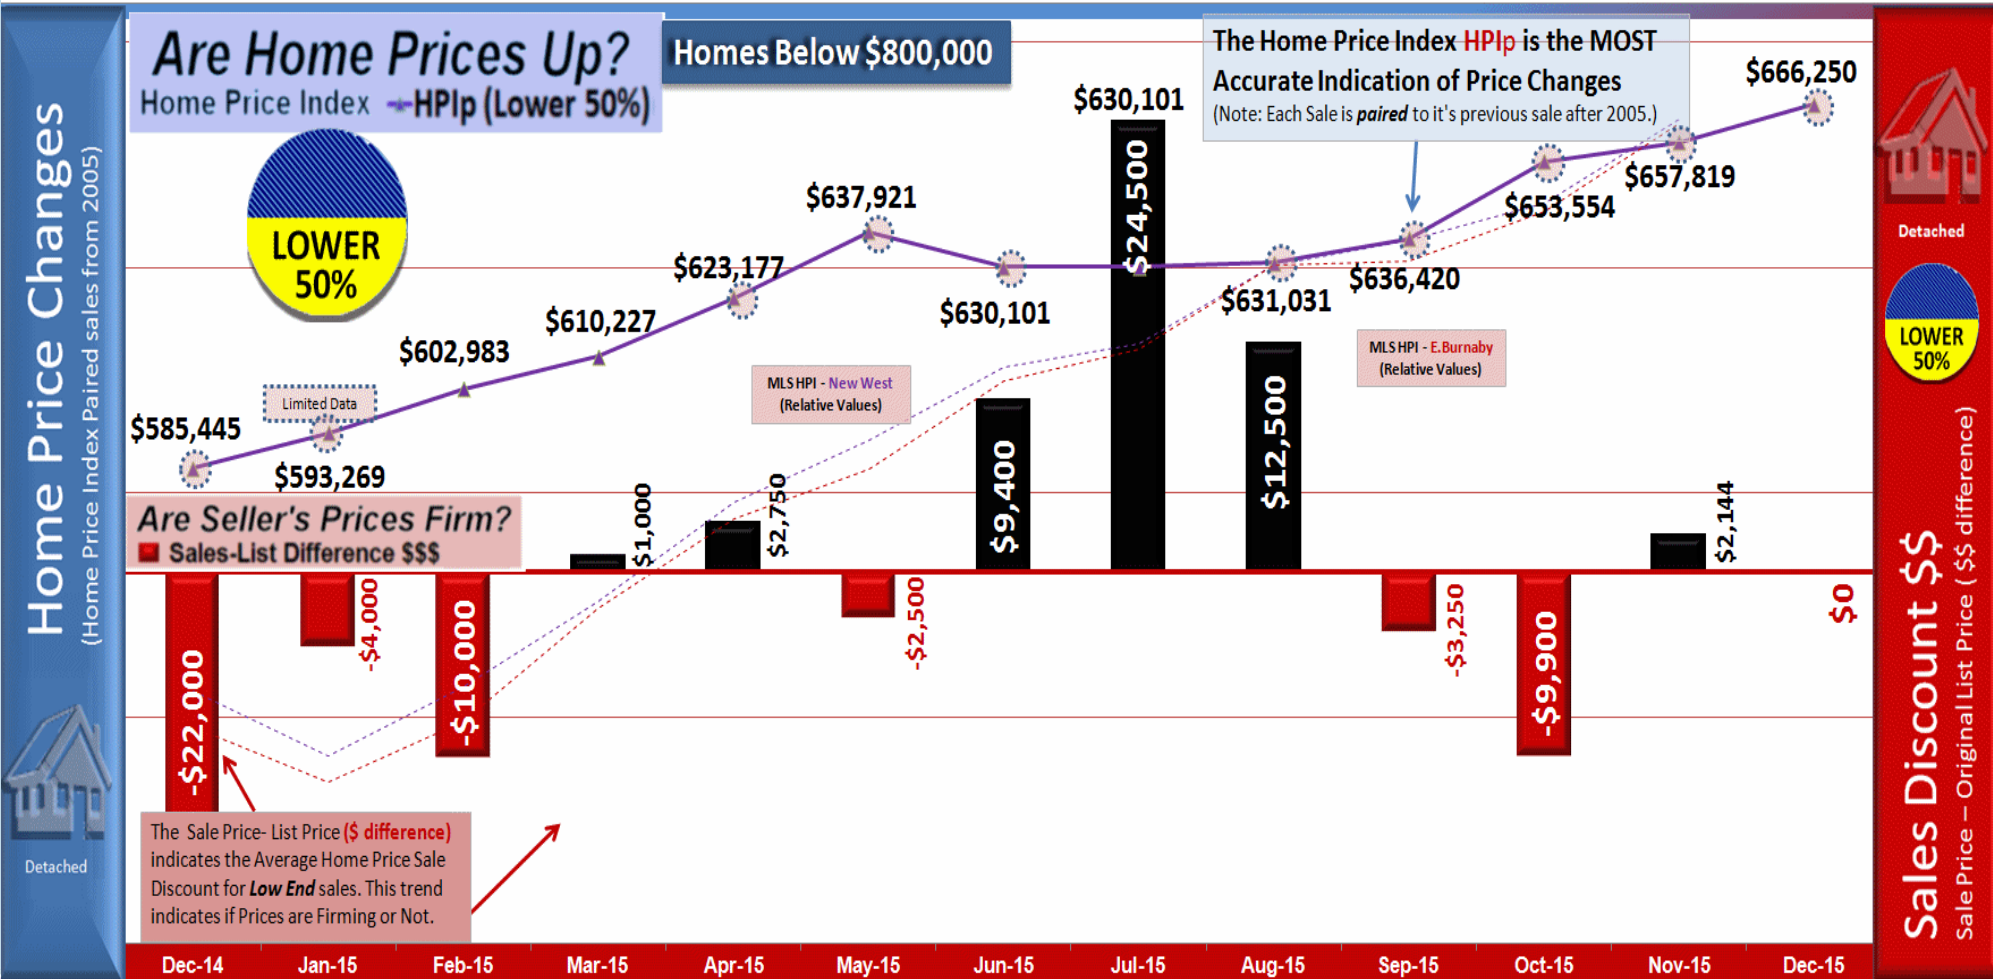 Are Home Prices Up?
Home Price Index HPIp (Lower 50%)
Homes Below $800,000
The Home Price Index HPIp is the MOST
Accurate Indication of Price Changes
(Note: Each Sale is paired to it's previous sale after 2005.)
Home Price Changes
(Home Price Index Paired sales from 2005)
Detached
LOWER
50%
$585,445
Limited Data
$593,269
$602,983
$610,227
$623,177
$637,921
$630,101
$630,101
$631,031
$636,420
$653,554
$657,819
$666,250
MLS HPI - New West
(Relative Values)
MLS HPI - E.Burnaby
(Relative Values)
Are Seller's Prices Firm?
Sales-List Difference $$$
-$22,000
-$4,000
-$10,000
$1,000
$2,750
-$2,500
$9,400
$24,500
$12,500
-$3,250
-$9,900
$2,144
$0
The Sale Price- List Price ($ difference)
indicates the Average Home Price Sale
Discount for Low End sales. This trend
indicates if Prices are Firming or Not.
Detached
LOWER
50%
Sales Discount $$
Sale Price – Original List Price ( $$ difference)
Dec-14
Jan-15
Feb-15
Mar-15
Apr-15
May-15
Jun-15
Jul-15
Aug-15
Sep-15
Oct-15
Nov-15
Dec-15